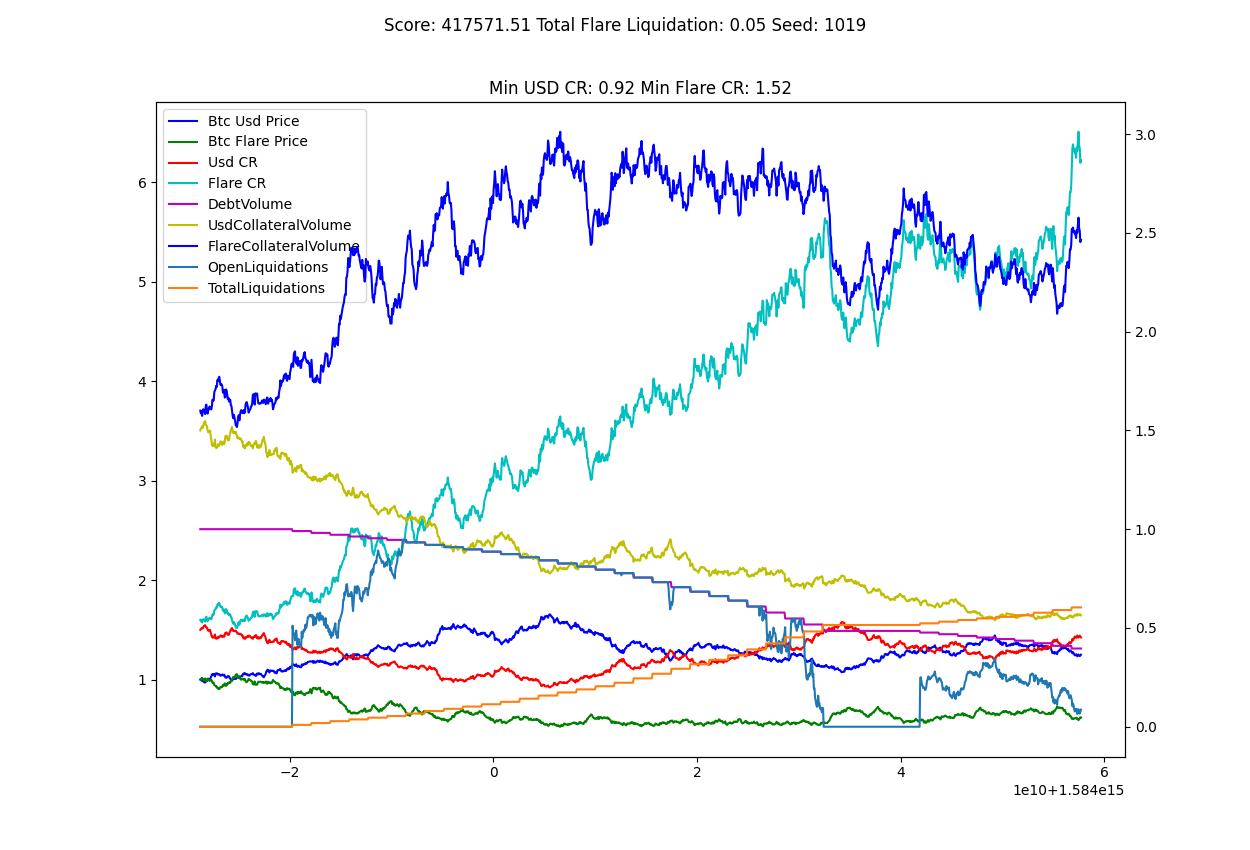 Score: 417571.51 Total Flare Liquidation: 0.05 Seed: 1019
Min USD CR: 0.92 Min Flare CR: 1.52
Btc Usd Price
Btc Flare Price
Usd CR
Flare CR
DebtVolume
UsdCollateralVolume
FlareCollateralVolume
OpenLiquidations
TotalLiquidations
6
5
4
3
2
1
3.0
2.5
2.0
1.5
1.0
0.5
0.0
−2
0
2
4
6
1e10+1.584e15